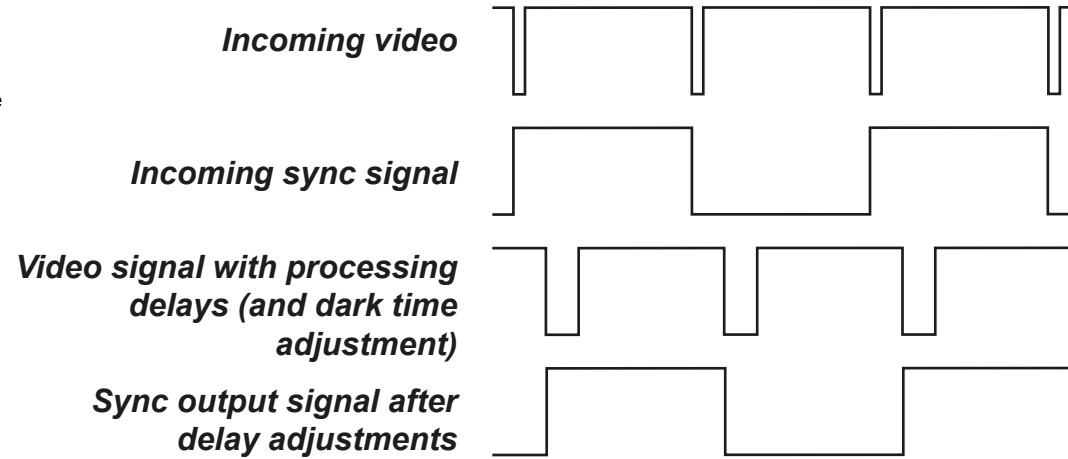 Incoming video
e
Incoming sync signal
Video signal with processing
delays (and dark time
adjustment)
Sync output signal after
delay adjustments